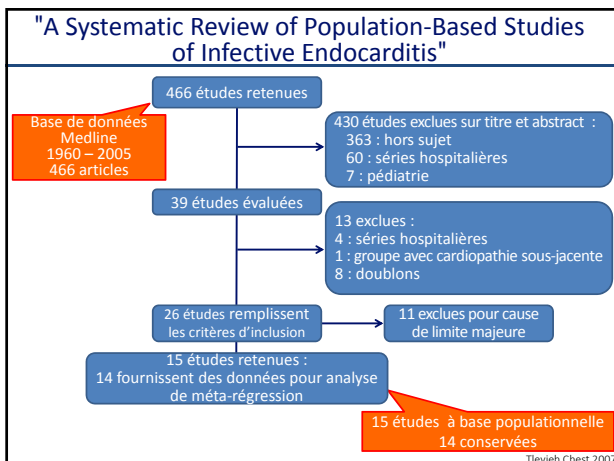 "A Systematic Review of Population-Based Studies
of Infective Endocarditis"
466 études retenues
Base de données
Medline
1960 – 2005
466 articles
430 études exclues sur titre et abstract :
363 : hors sujet
60 : séries hospitalières
7 : pédiatrie
39 études évaluées
13 exclues :
4 : séries hospitalières
1 : groupe avec cardiopathie sous-jacente
8 : doublons
26 études remplissent
les critères d'inclusion
11 exclues pour cause
de limite majeure
15 études retenues :
14 fournissent des données pour analyse
de méta-régression
15 études à base populationnelle
14 conservées
Tleyjeh Chest 2007